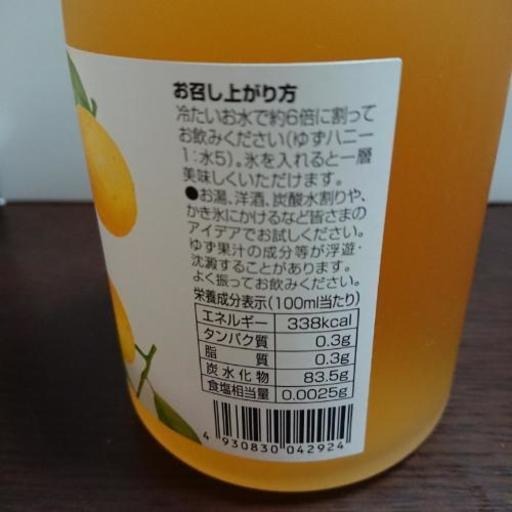 お召し上がり方
冷たいお水で約6倍に割って
お飲みください(ゆずハニー
1:水5)。氷を入れると一層
美味しくいただけます。
●お湯、洋酒、炭酸水割りや、
かき氷にかけるなど皆さまの
アイデアでお試しください。
ゆず果汁の成分等が浮遊・
沈澱することがあります。
よく振ってお飲みください。
栄養成分表示(100ml当たり)
エネルギー 338kcal
タンパク質 0.3g
脂質 0.3g
炭水化物 83.5g
食塩相当量 0.0025g
4 930830 042924